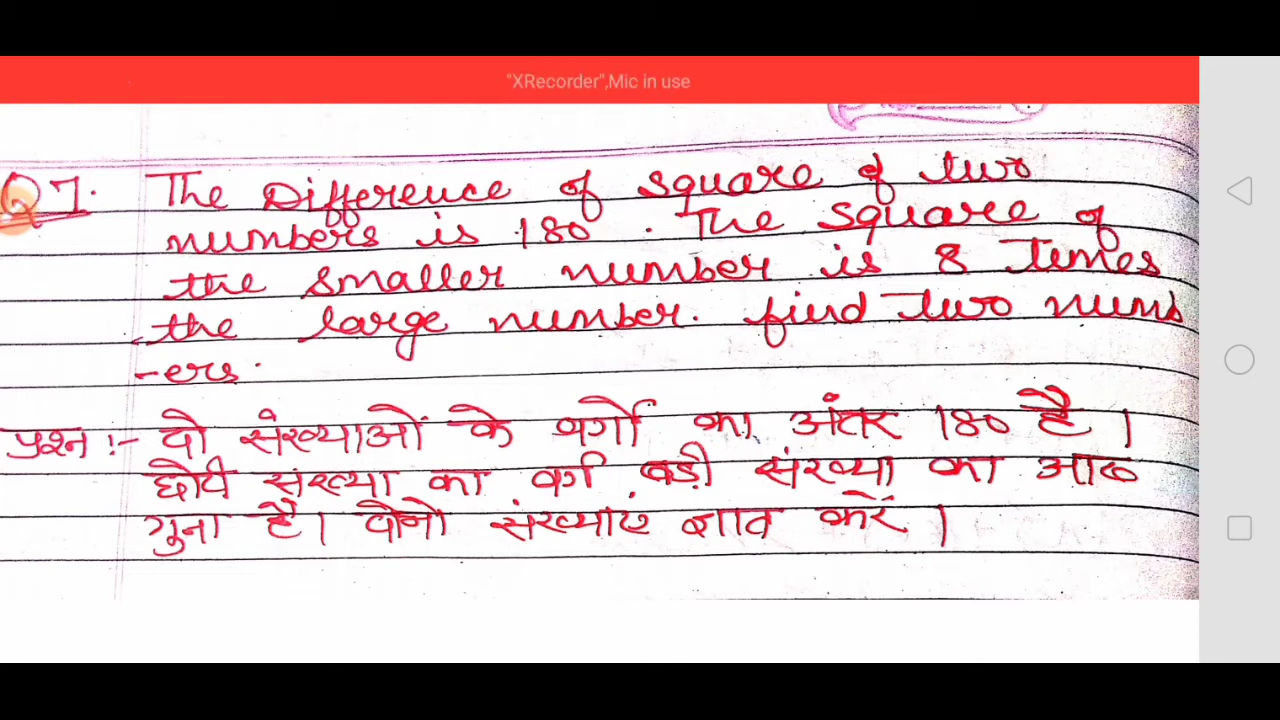 "XRecorder",Mic in use
Q7. The Difference of square of two
numbers is 180. The square of
the smaller number is 8 Times
the large number. find two numb
-ers.
प्रश्न :- दो संख्याओं के वर्गों का अंतर 180 है।
छोटी संख्या का वर्ग बड़ी संख्या का आठ
गुना है। दोनो संख्याएं ज्ञात करें।